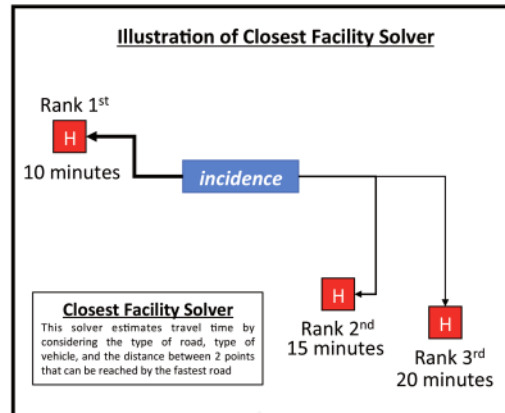 Illustration of Closest Facility Solver
Rank 1st
H
10 minutes
incidence
H
Rank 2nd
15 minutes
H
Rank 3rd
20 minutes
Closest Facility Solver
This solver estimates travel time by
considering the type of road, type of
vehicle, and the distance between 2 points
that can be reached by the fastest road